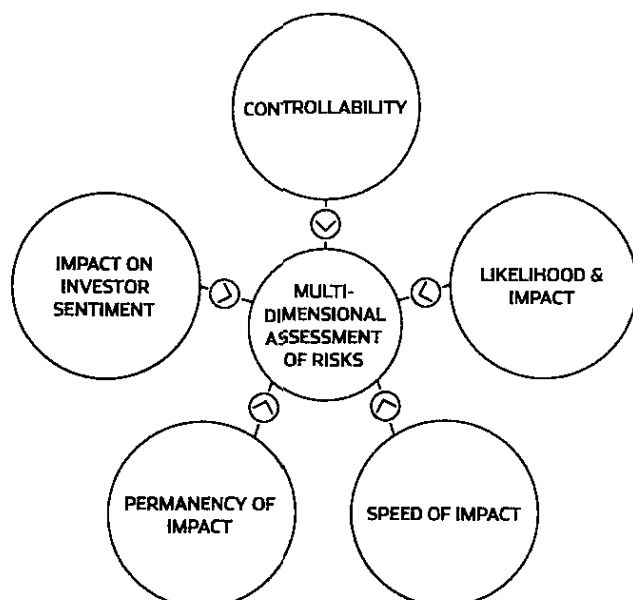 CONTROLLABILITY
IMPACT ON
INVESTOR
SENTIMENT
MULTI-
DIMENSIONAL
ASSESSMENT
OF RISKS
LIKELIHOOD &
IMPACT
PERMANENCY OF
IMPACT
SPEED OF IMPACT